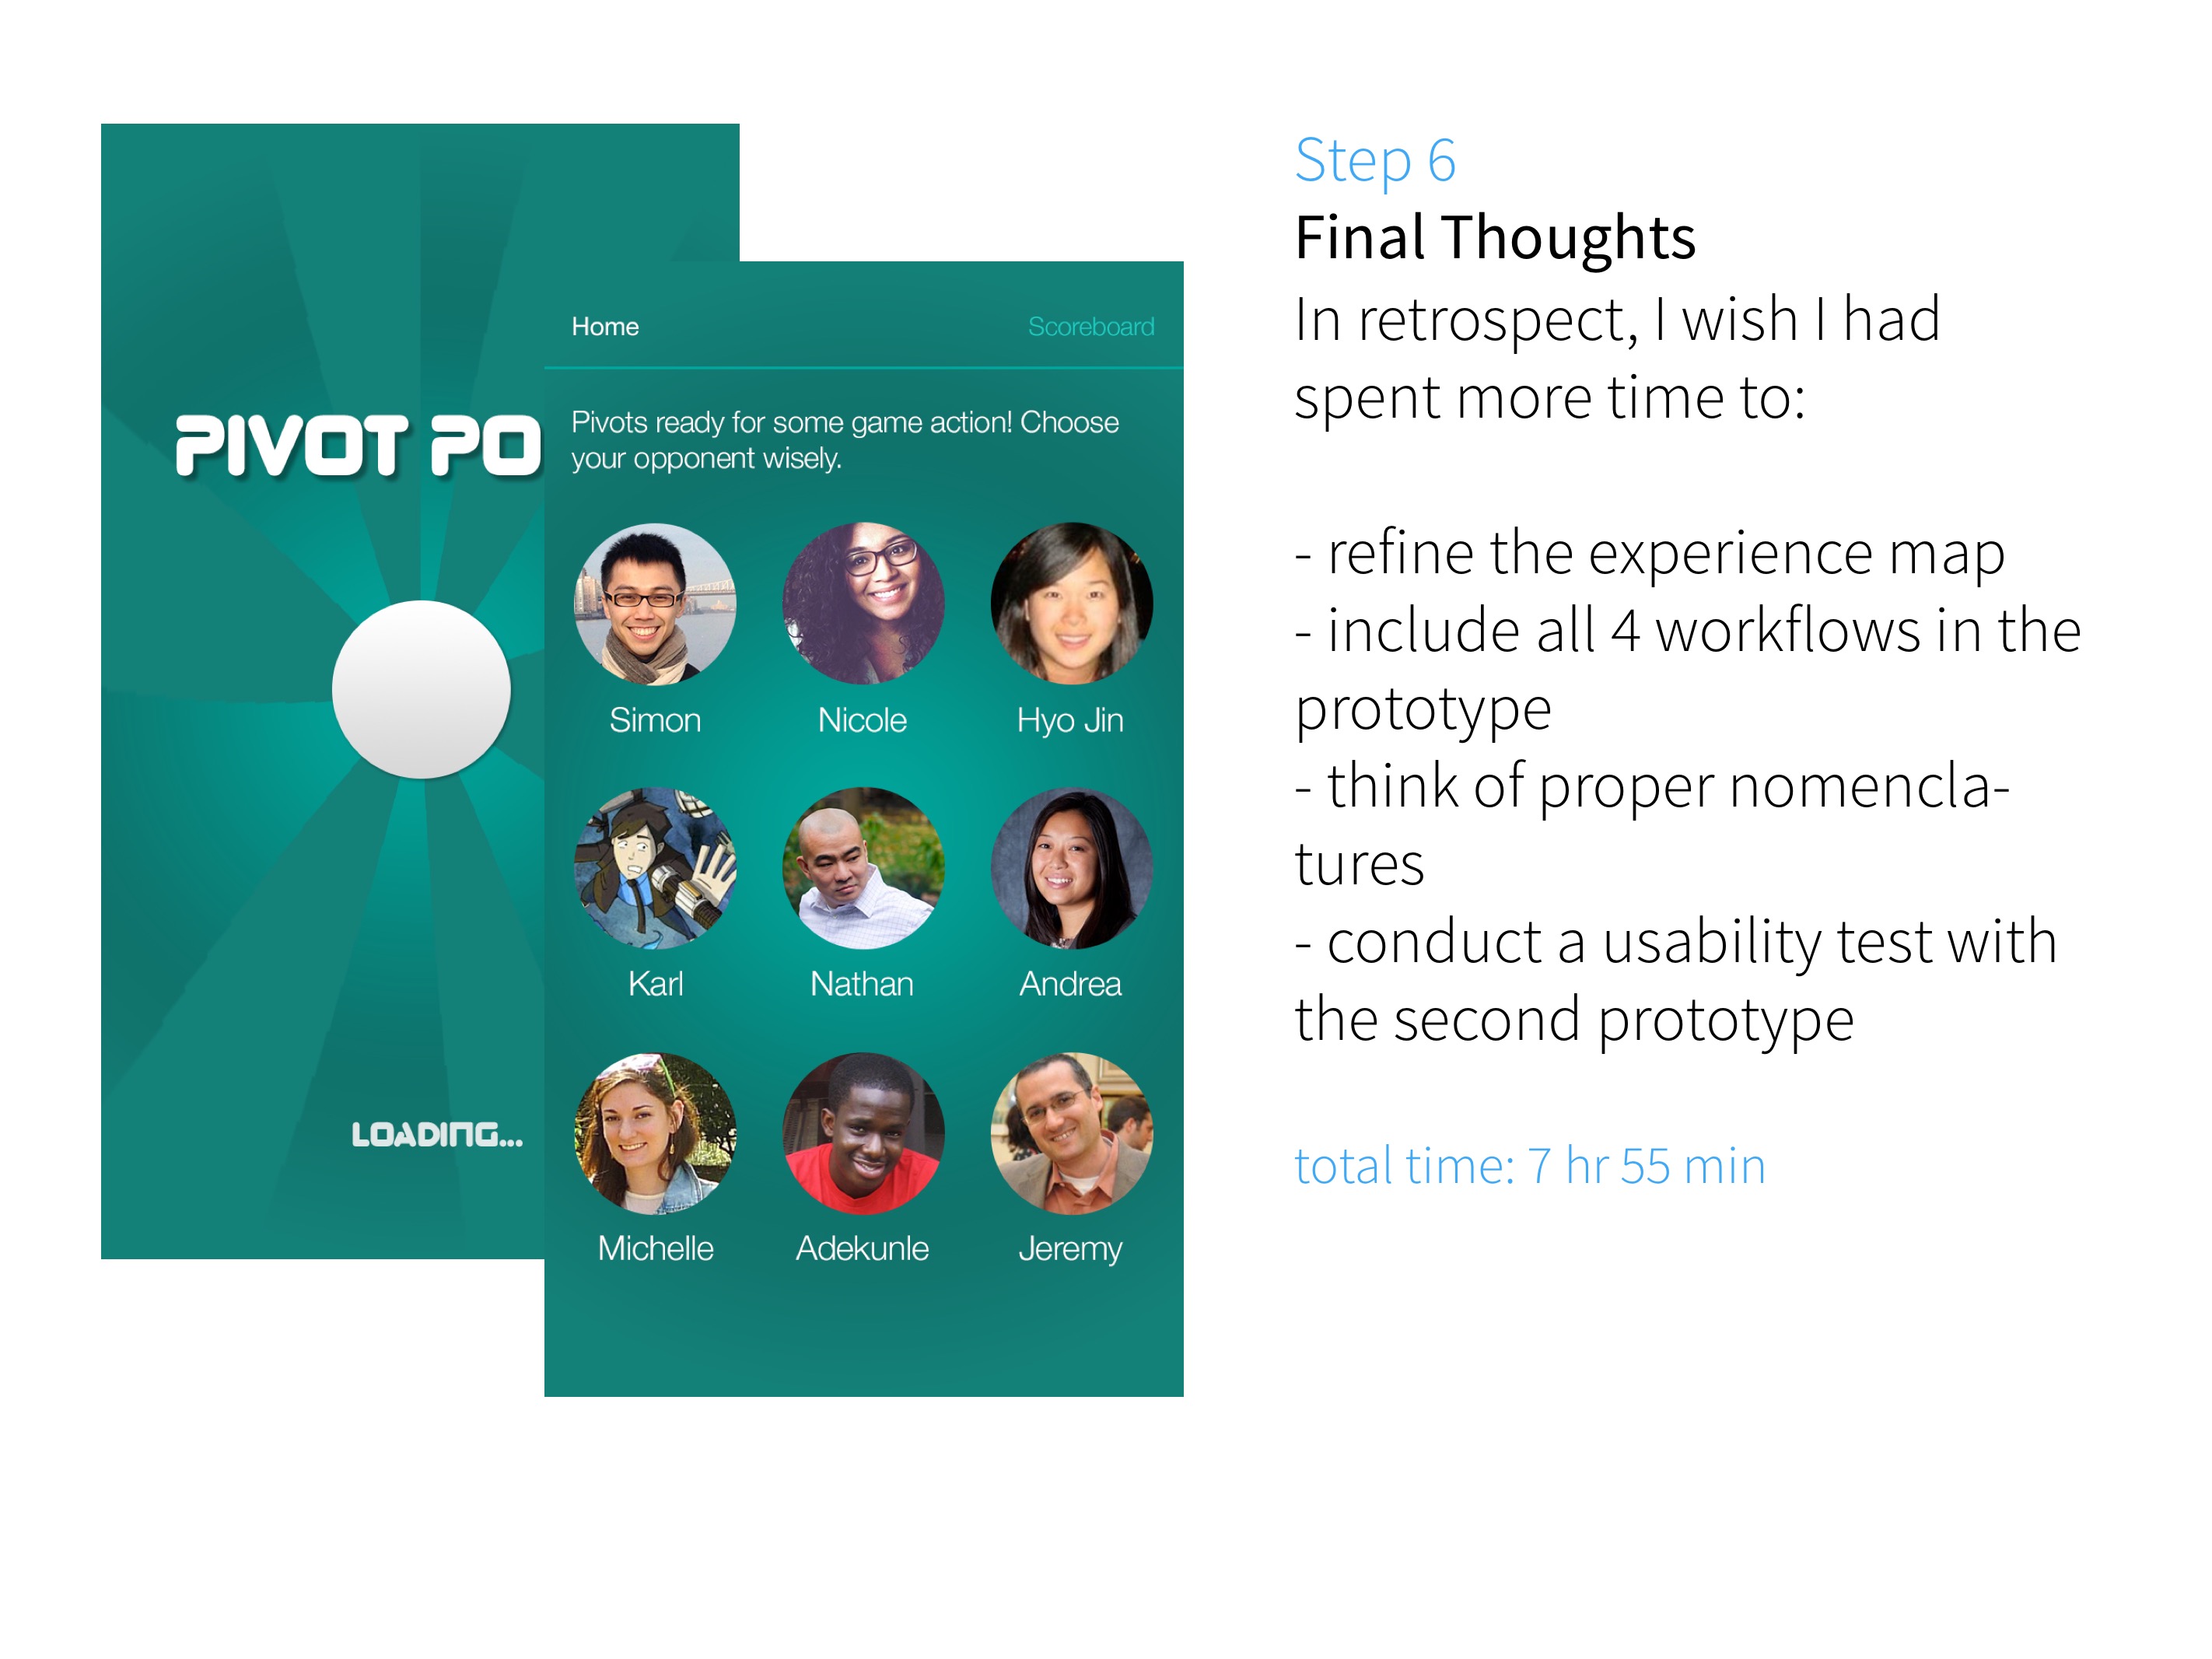 PIVOT PO
LOADING...
Home
Scoreboard
Pivots ready for some game action! Choose
your opponent wisely.
Simon
Nicole
Hyo Jin
Karl
Nathan
Andrea
Michelle
Adekunle
Jeremy
Step 6
Final Thoughts
In retrospect, I wish I had
spent more time to:
- refine the experience map
- include all 4 workflows in the
prototype
- think of proper nomencla-
tures
- conduct a usability test with
the second prototype
total time: 7 hr 55 min